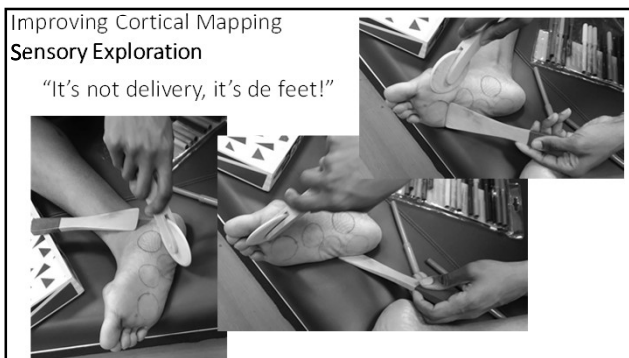 Improving Cortical Mapping
Sensory Exploration
“It’s not delivery, it’s de feet!”